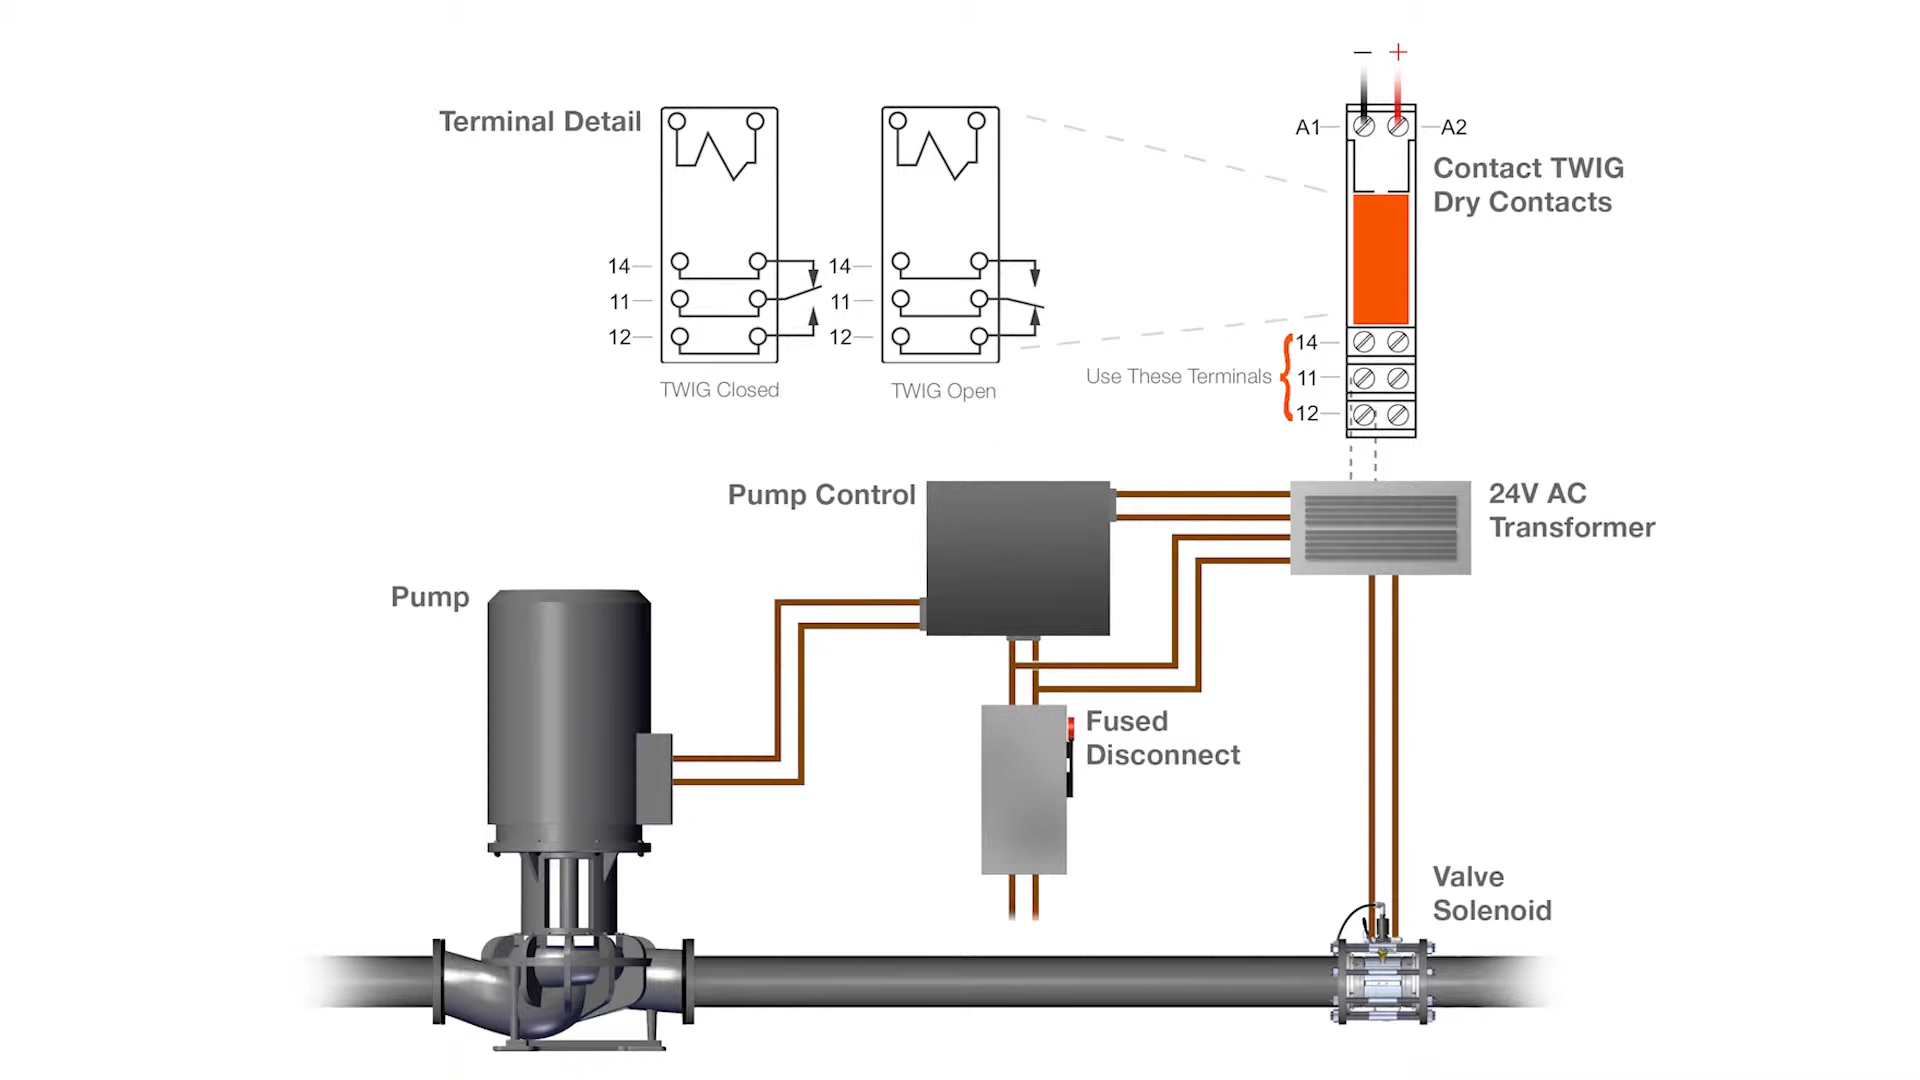 − +
Terminal Detail
A1 A2
Contact TWIG
Dry Contacts
14 14
11 11
12 12
TWIG Closed TWIG Open
Use These Terminals
14
11
12
Pump Control
24V AC
Transformer
Pump
Fused
Disconnect
Valve
Solenoid